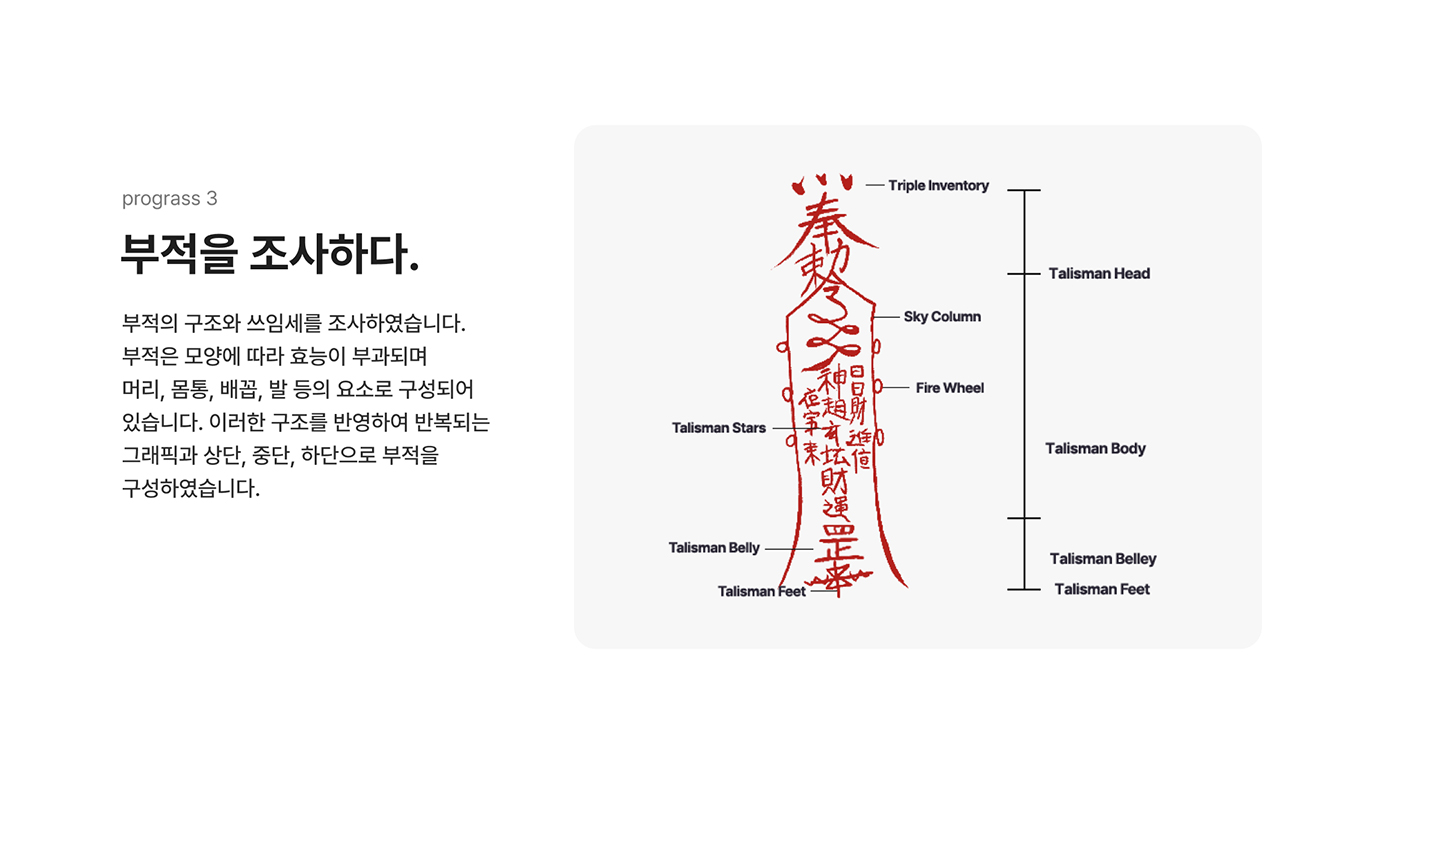 prograss 3
부적을 조사하다.
부적의 구조와 쓰임세를 조사하였습니다.
부적은 모양에 따라 효능이 부과되며
머리, 몸통, 배꼽, 발 등의 요소로 구성되어
있습니다. 이러한 구조를 반영하여 반복되는
그래픽과 상단, 중단, 하단으로 부적을
구성하였습니다.
Triple Inventory
Talisman Head
Sky Column
Fire Wheel
Talisman Stars
Talisman Body
Talisman Belly
Talisman Feet
Talisman Belley
Talisman Feet
奉
勅
令
神
趙
玄
坛
財
運
罡
日日財進值